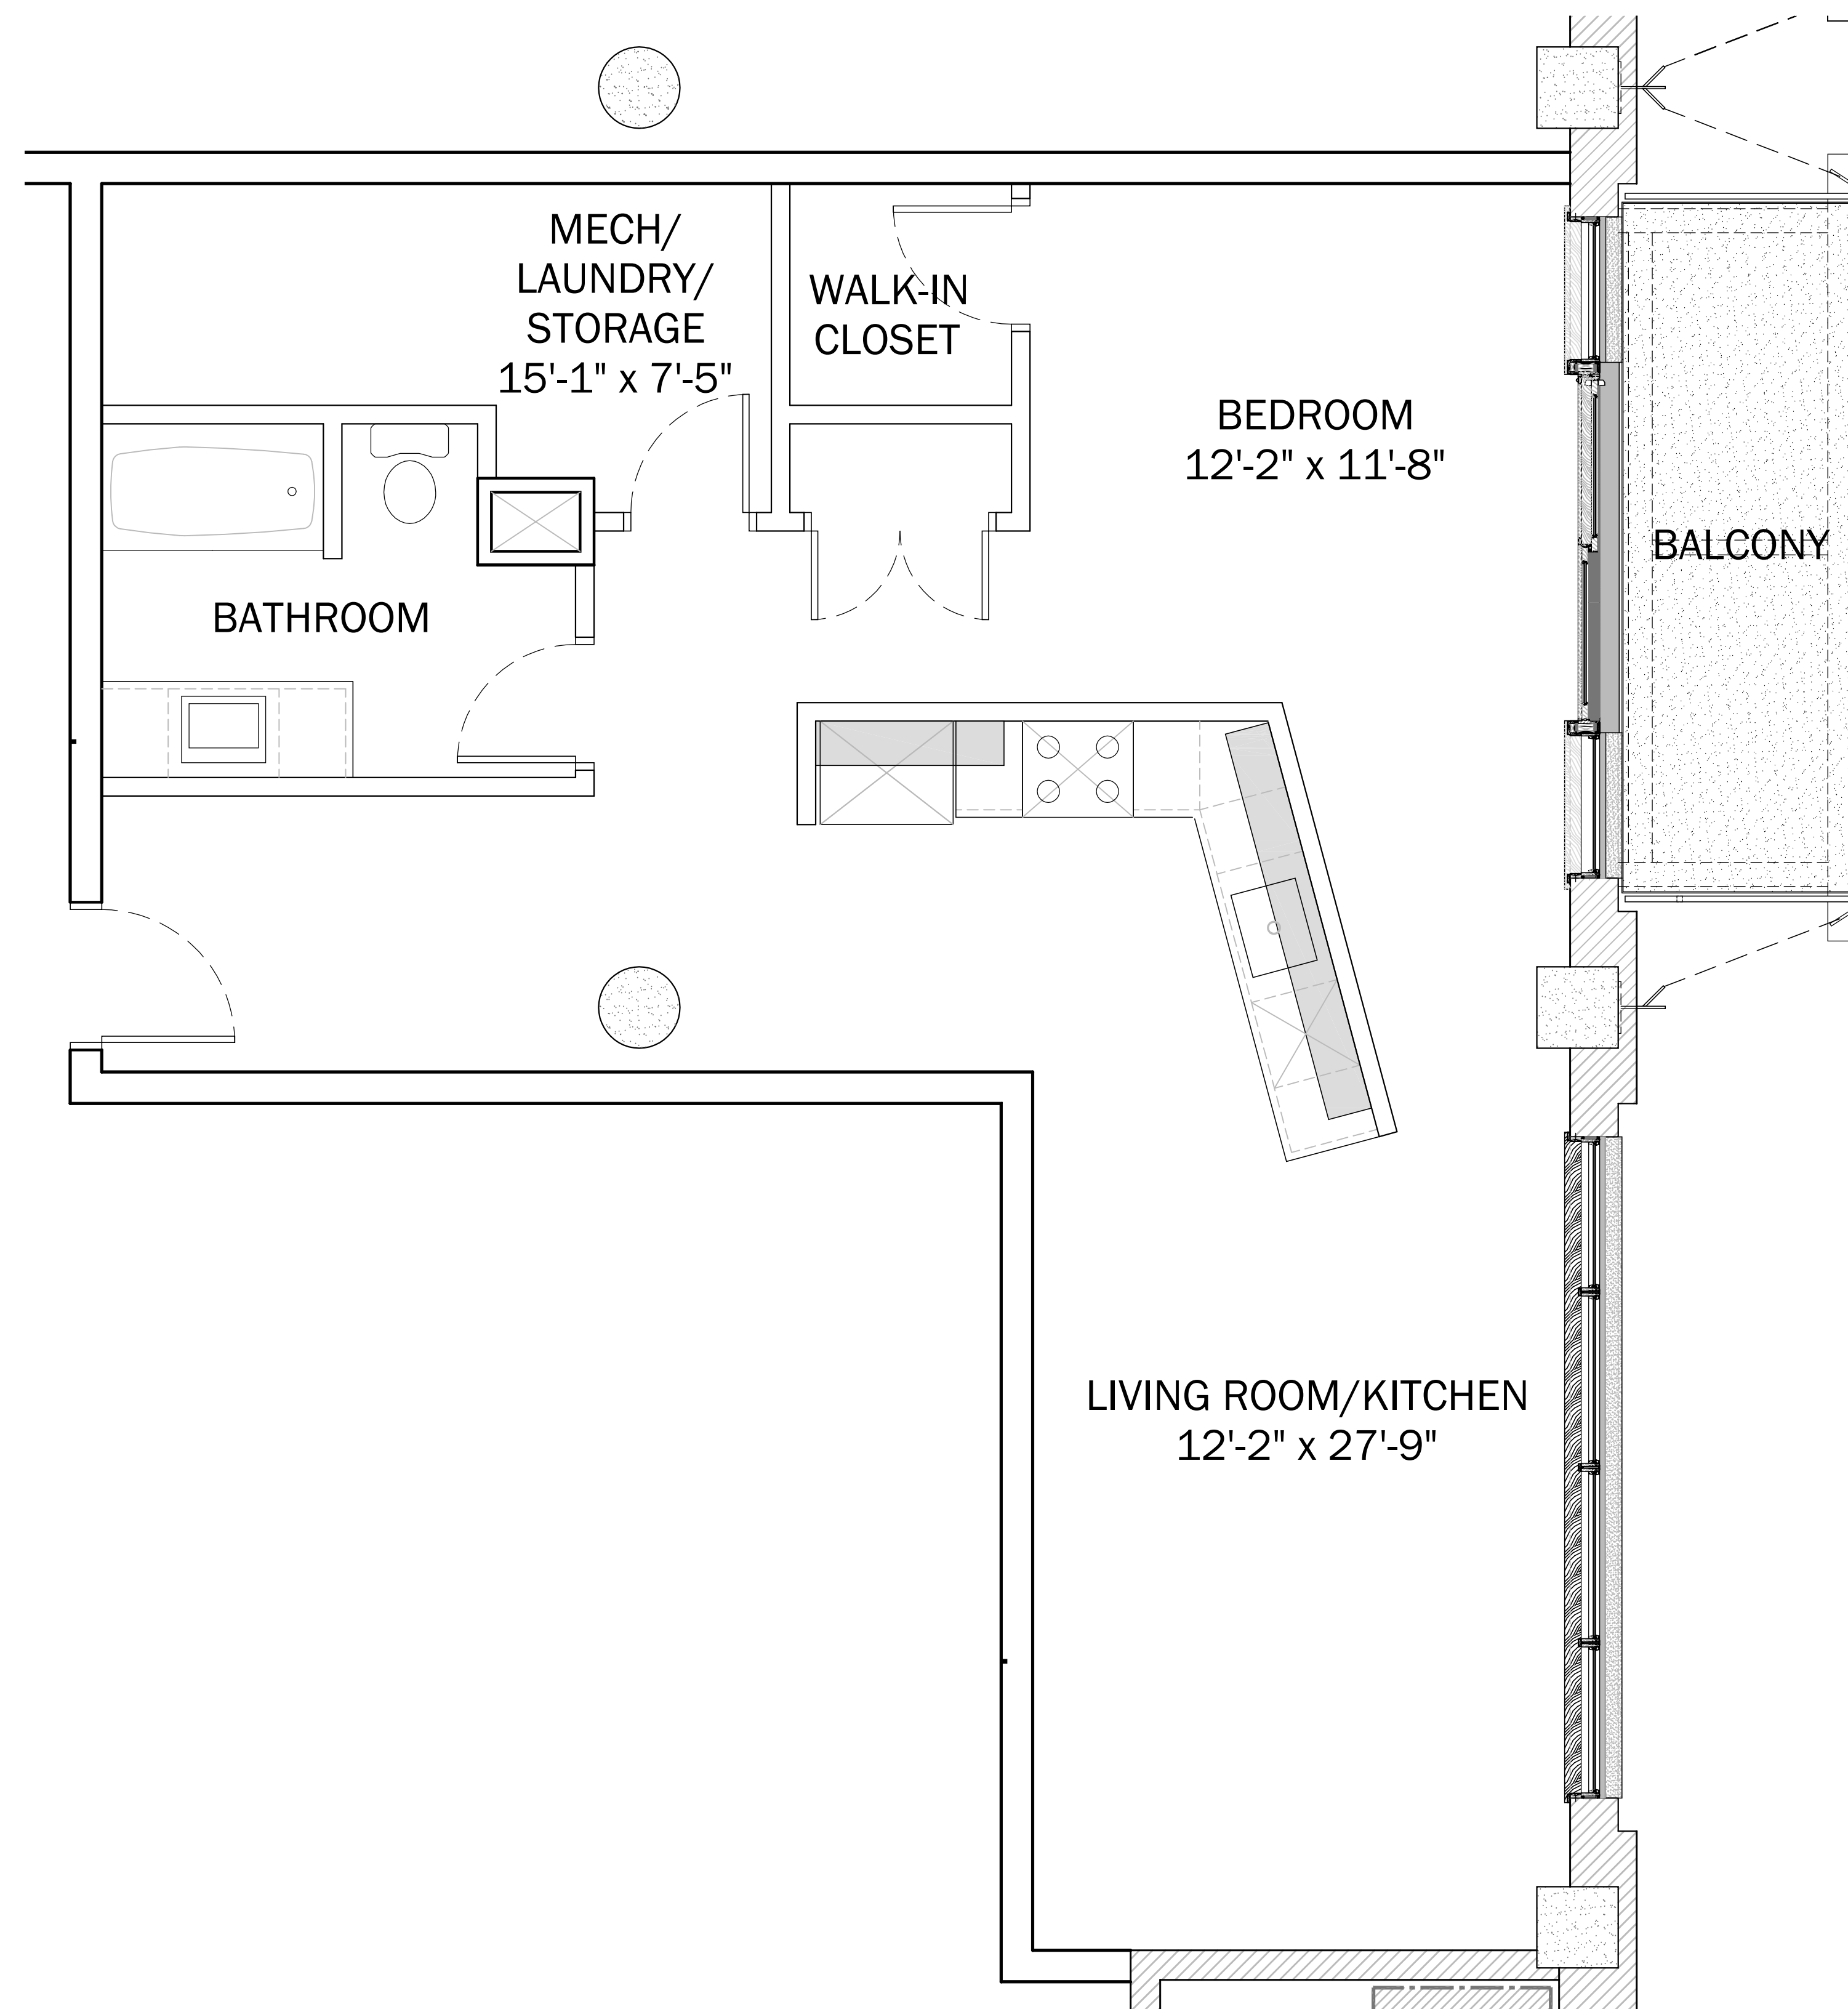 MECH/
LAUNDRY/
STORAGE
15'-1" x 7'-5"
WALK-IN
CLOSET
BEDROOM
12'-2" x 11'-8"
BALCONY
BATHROOM
LIVING ROOM/KITCHEN
12'-2" x 27'-9"